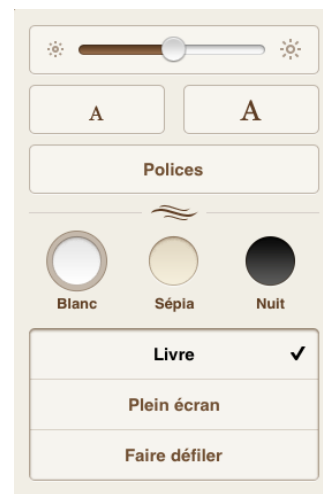 A A
Polices
Blanc Sépia Nuit
Livre ✓
Plein écran
Faire défiler